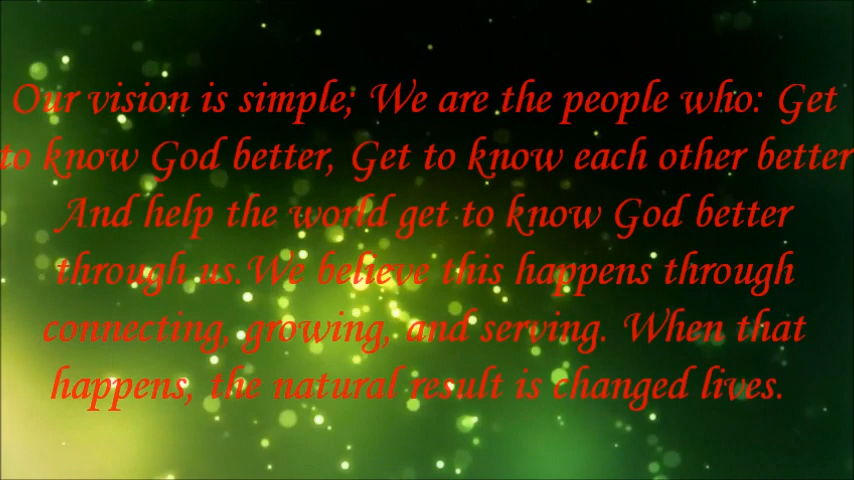 Our vision is simple; We are the people who: Get
to know God better, Get to know each other better
And help the world get to know God better
through us.We believe this happens through
connecting, growing, and serving. When that
happens, the natural result is changed lives.